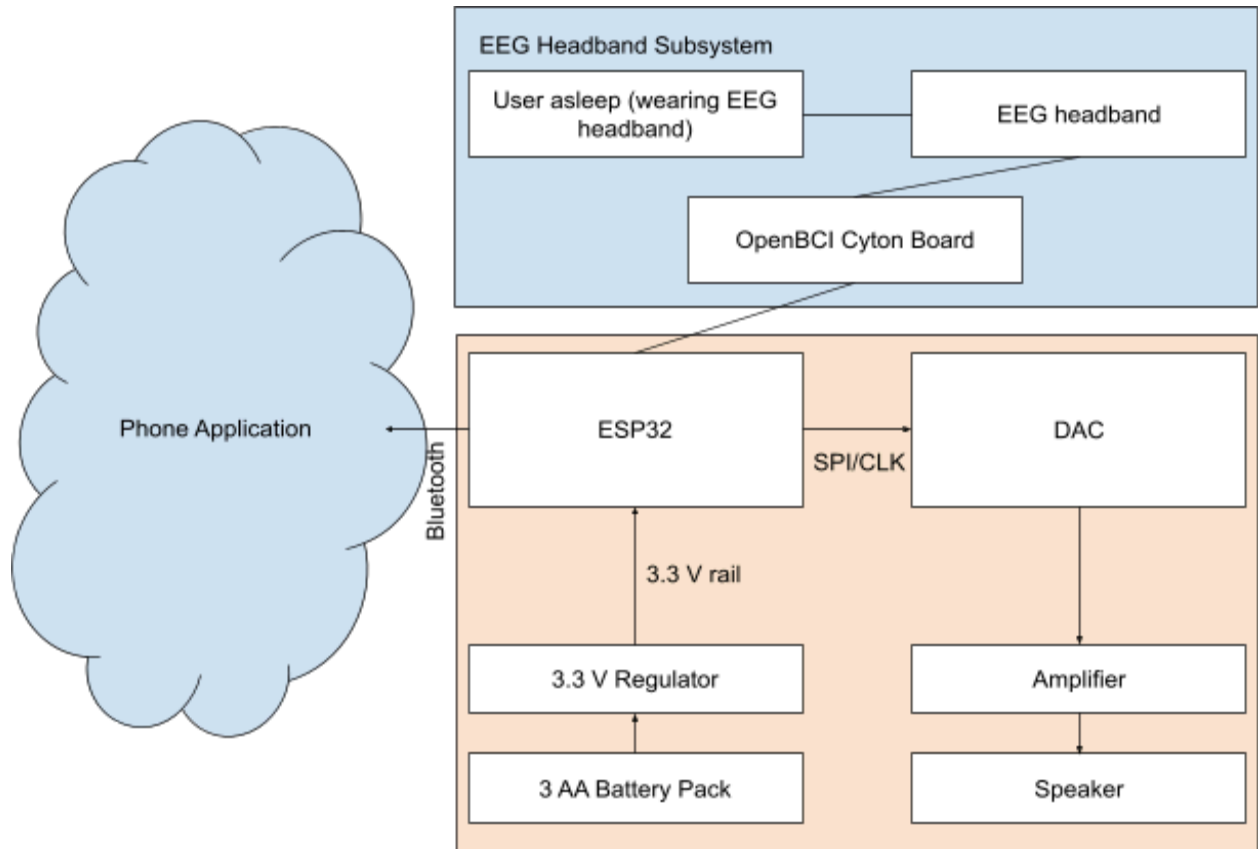 EEG Headband Subsystem
User asleep (wearing EEG
headband)
EEG headband
OpenBCI Cyton Board
Phone Application
Bluetooth
ESP32
SPI/CLK
DAC
3.3 V rail
3.3 V Regulator
Amplifier
3 AA Battery Pack
Speaker